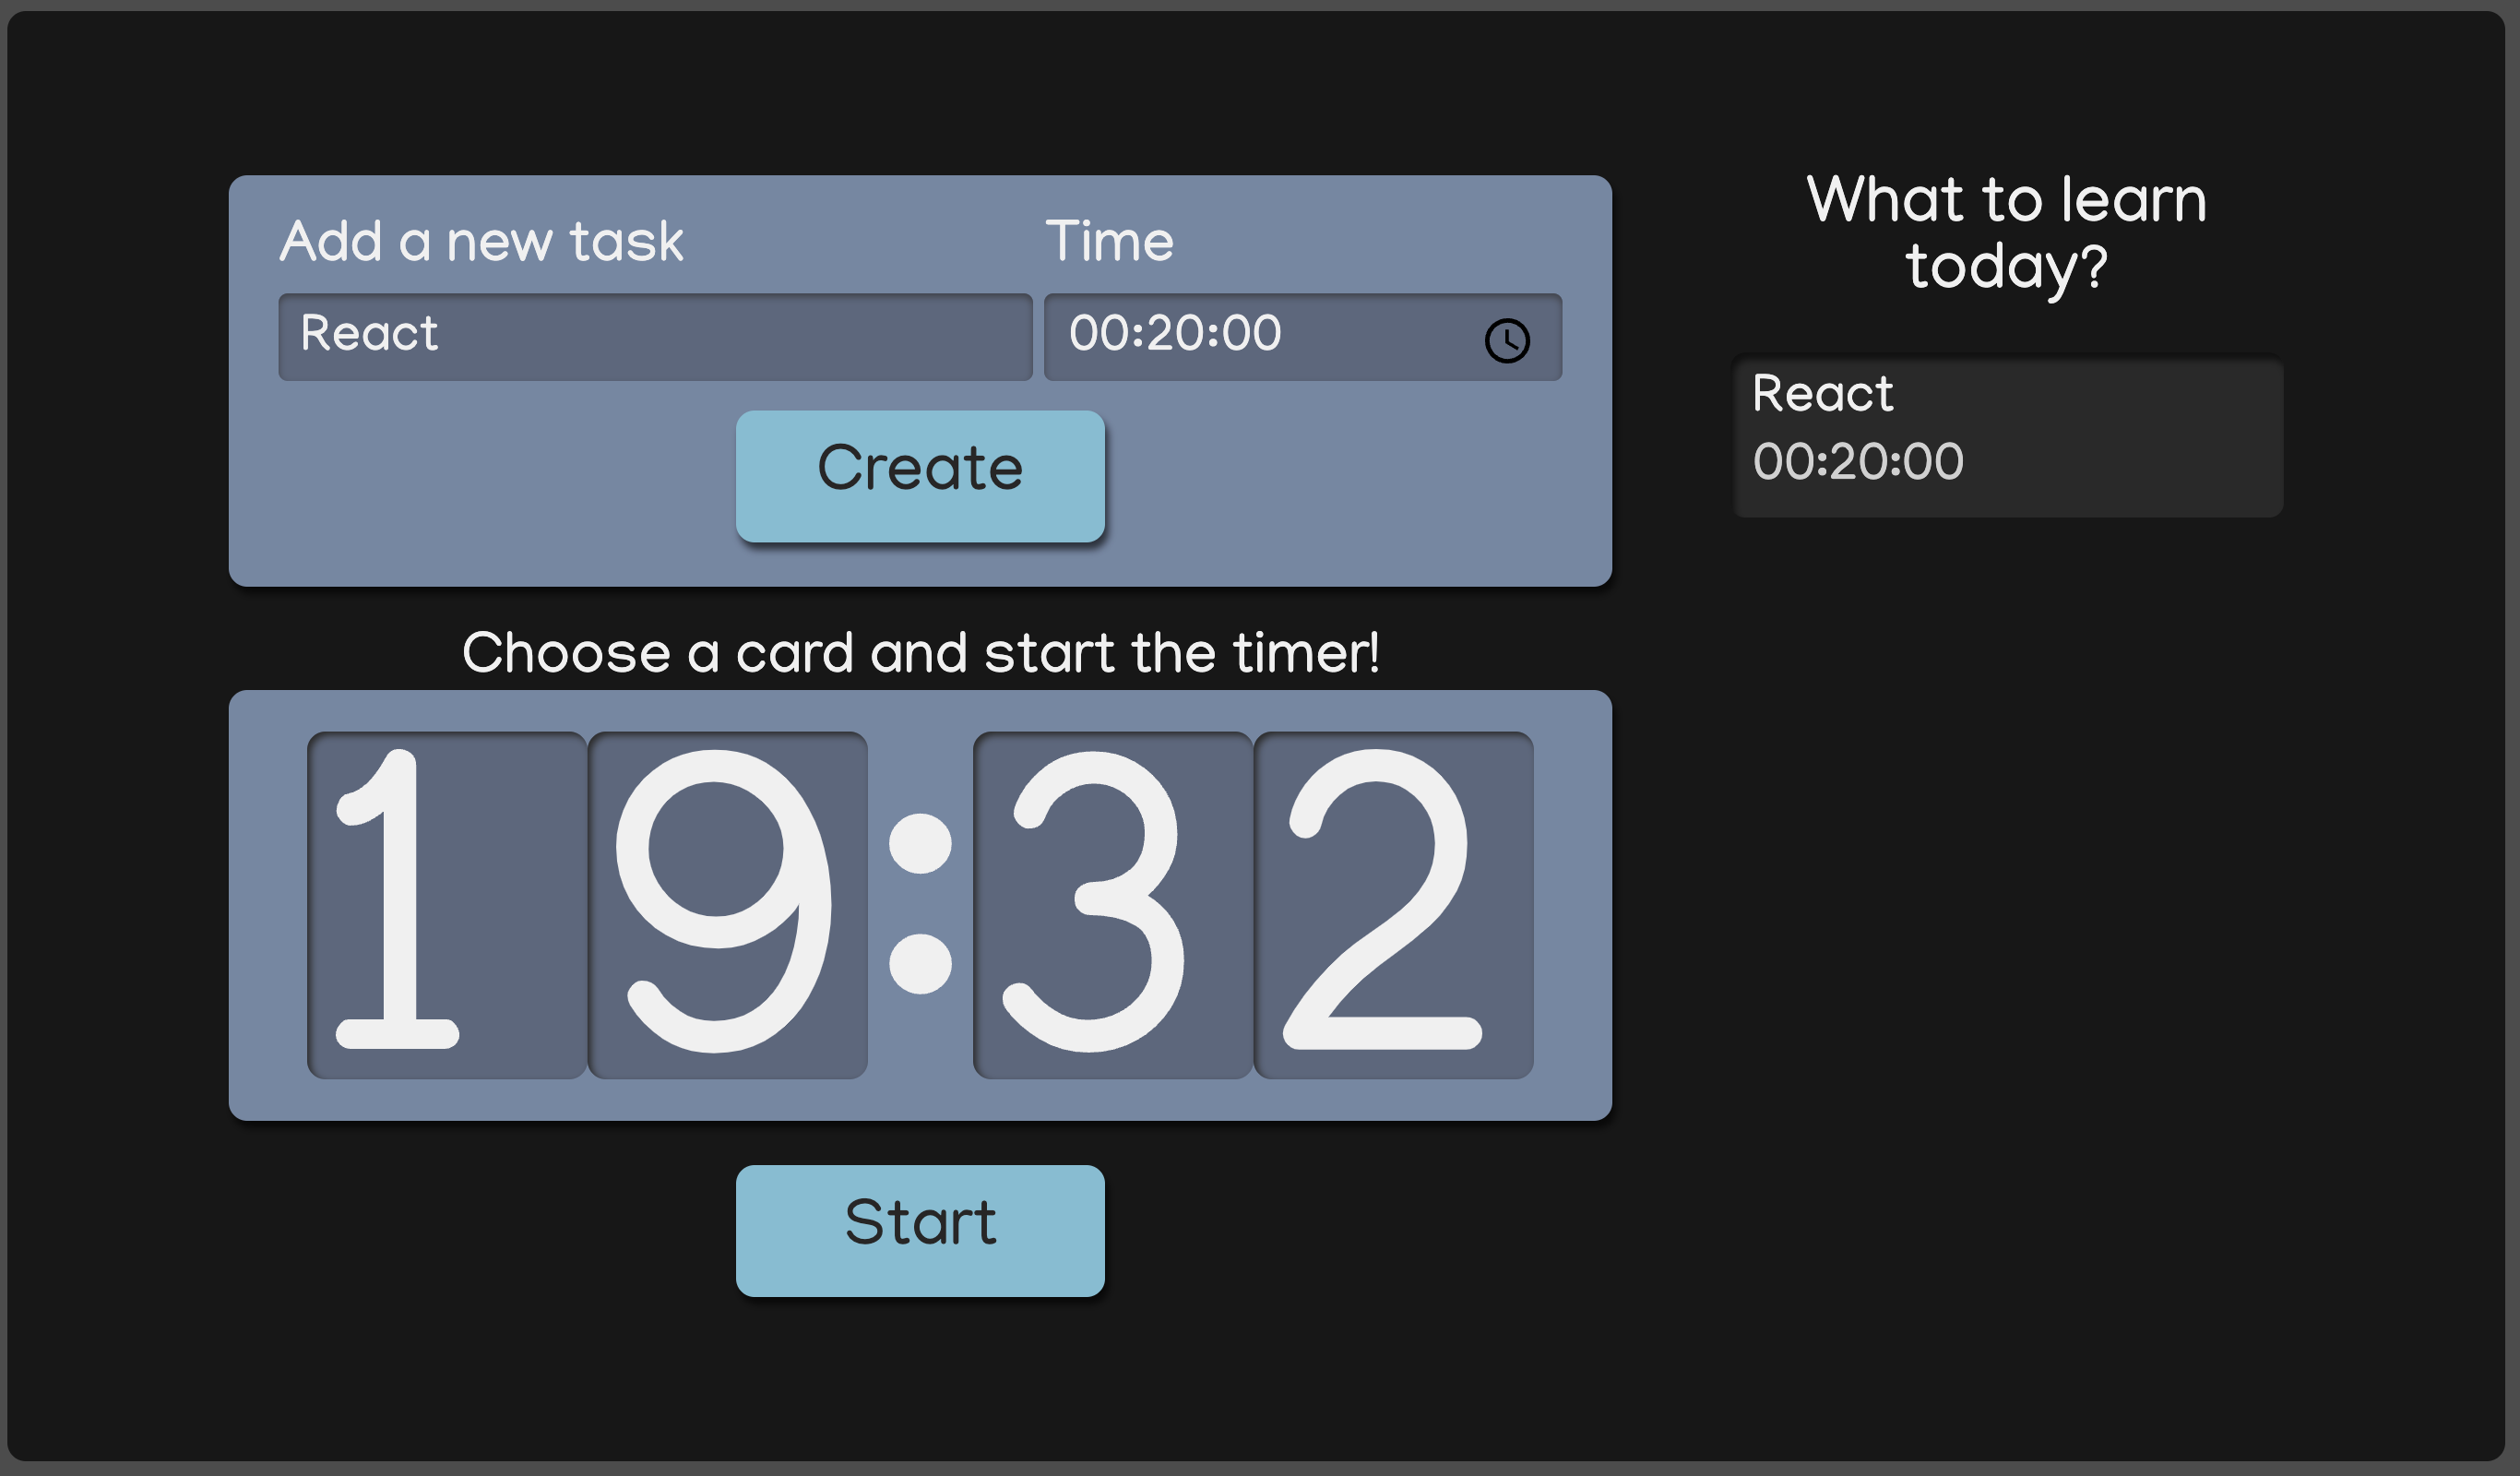 Add a new task
Time
React
00:20:00
Create
Choose a card and start the timer!
19:32
Start
What to learn
today?
React
00:20:00